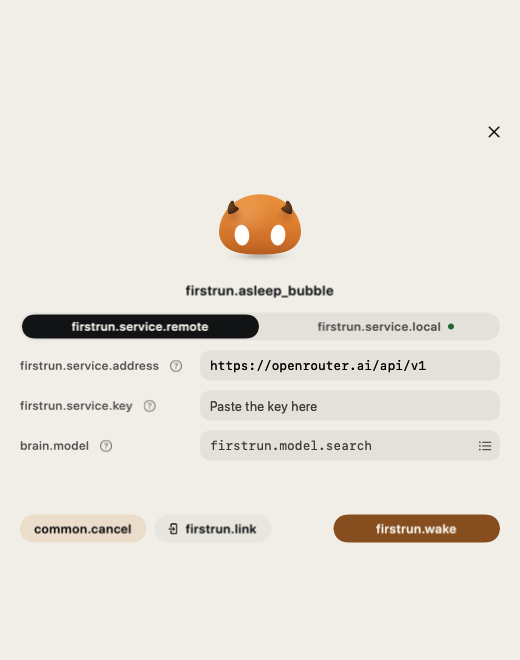 firstrun.asleep_bubble
firstrun.service.remote
firstrun.service.local
firstrun.service.address
https://openrouter.ai/api/v1
firstrun.service.key
Paste the key here
brain.model
firstrun.model.search
common.cancel
firstrun.link
firstrun.wake